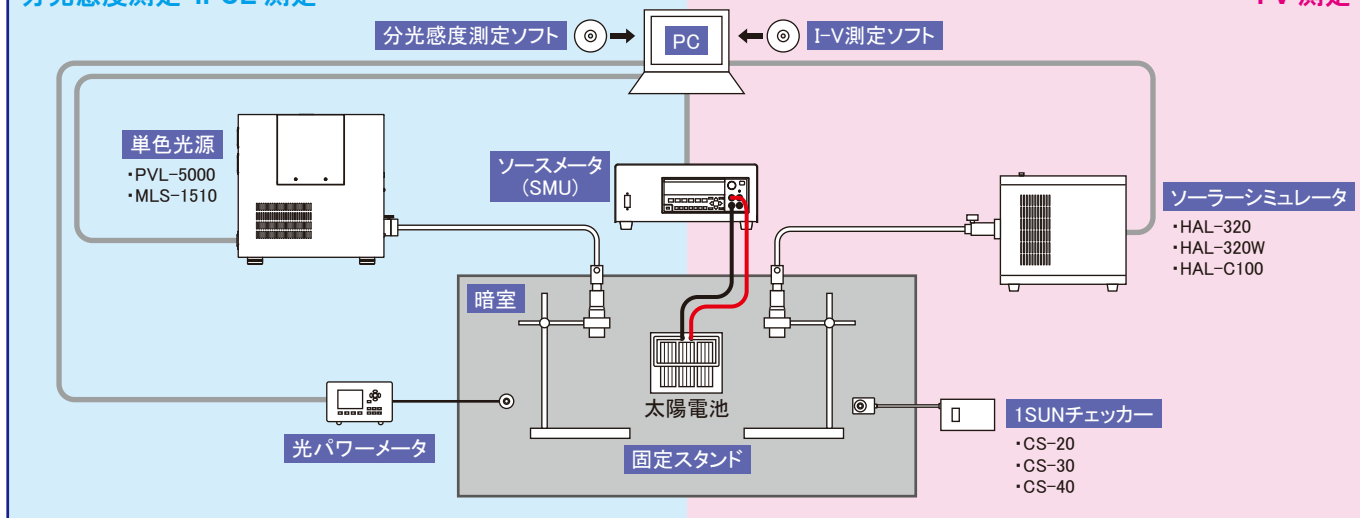 分光感度測定ソフト
PC
I-V測定ソフト
単色光源
・PVL-5000
・MLS-1510
ソースメータ
(SMU)
ソーラーシミュレータ
・HAL-320
・HAL-320W
・HAL-C100
暗室
太陽電池
光パワーメータ
固定スタンド
1SUNチェッカー
・CS-20
・CS-30
・CS-40